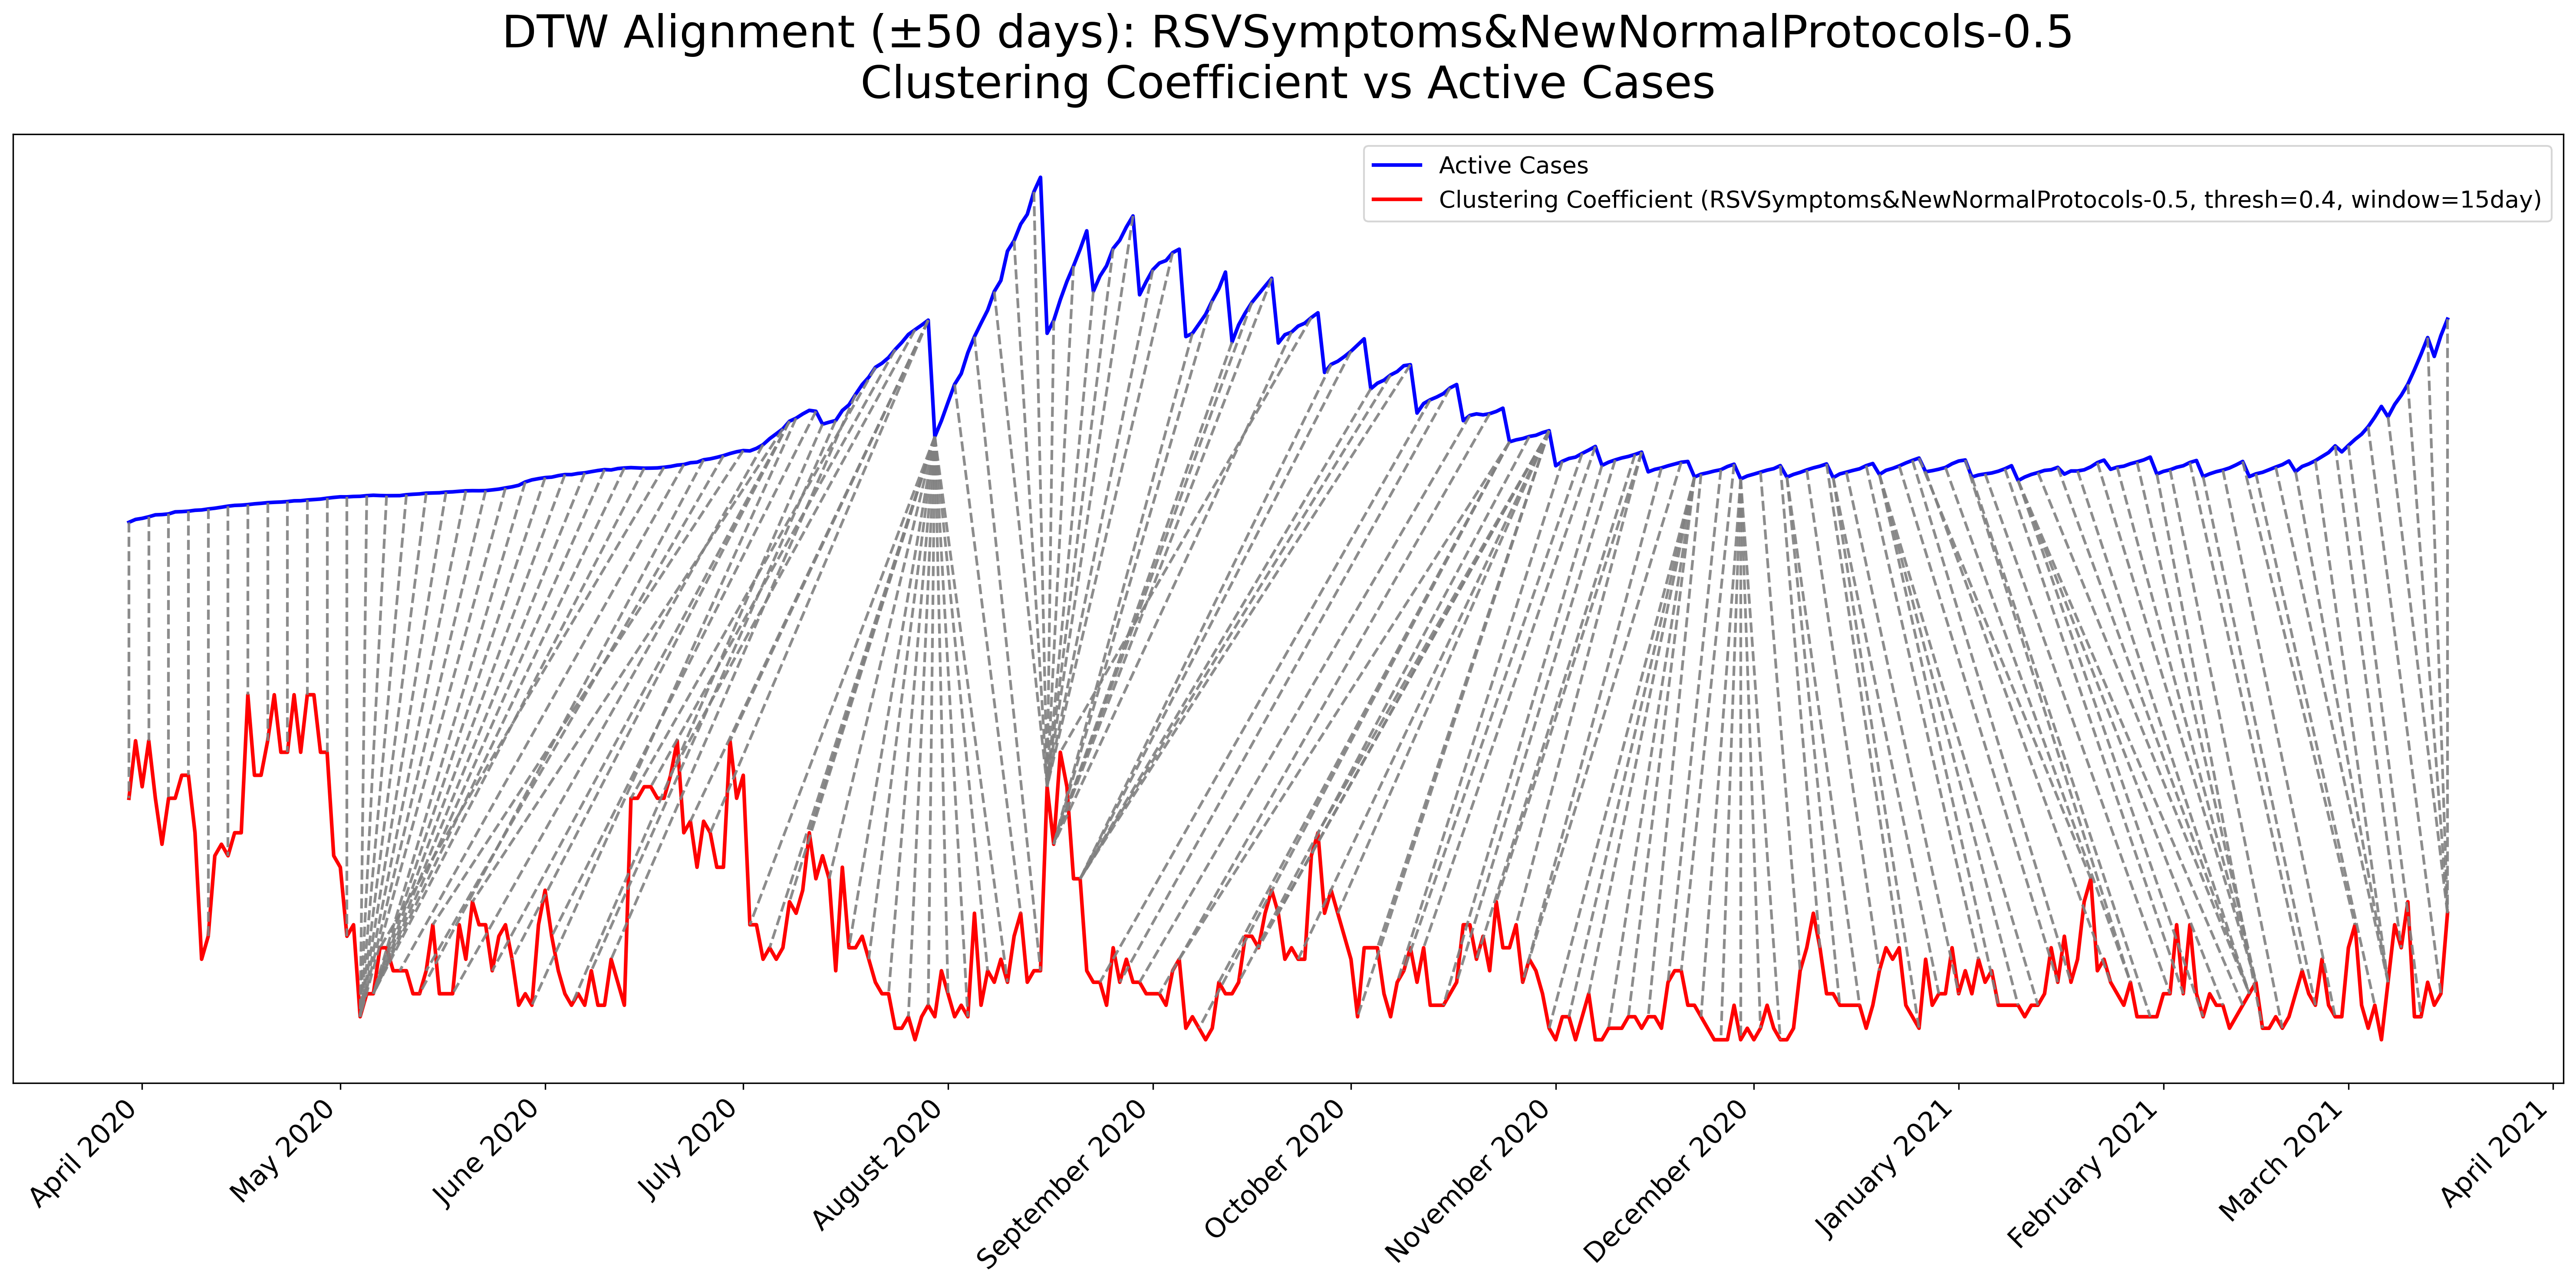 DTW Alignment (±50 days): RSVSymptoms&NewNormalProtocols-0.5
Clustering Coefficient vs Active Cases
Active Cases
Clustering Coefficient (RSVSymptoms&NewNormalProtocols-0.5, thresh=0.4, window=15day)
April 2020
May 2020
June 2020
July 2020
August 2020
September 2020
October 2020
November 2020
December 2020
January 2021
February 2021
March 2021
April 2021